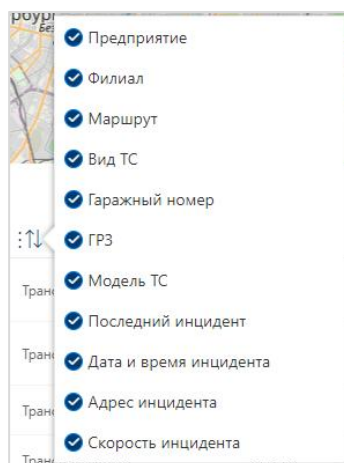 Предприятие
Филиал
Маршрут
Вид ТС
Гаражный номер
ГРЗ
Модель ТС
Последний инцидент
Дата и время инцидента
Адрес инцидента
Скорость инцидента